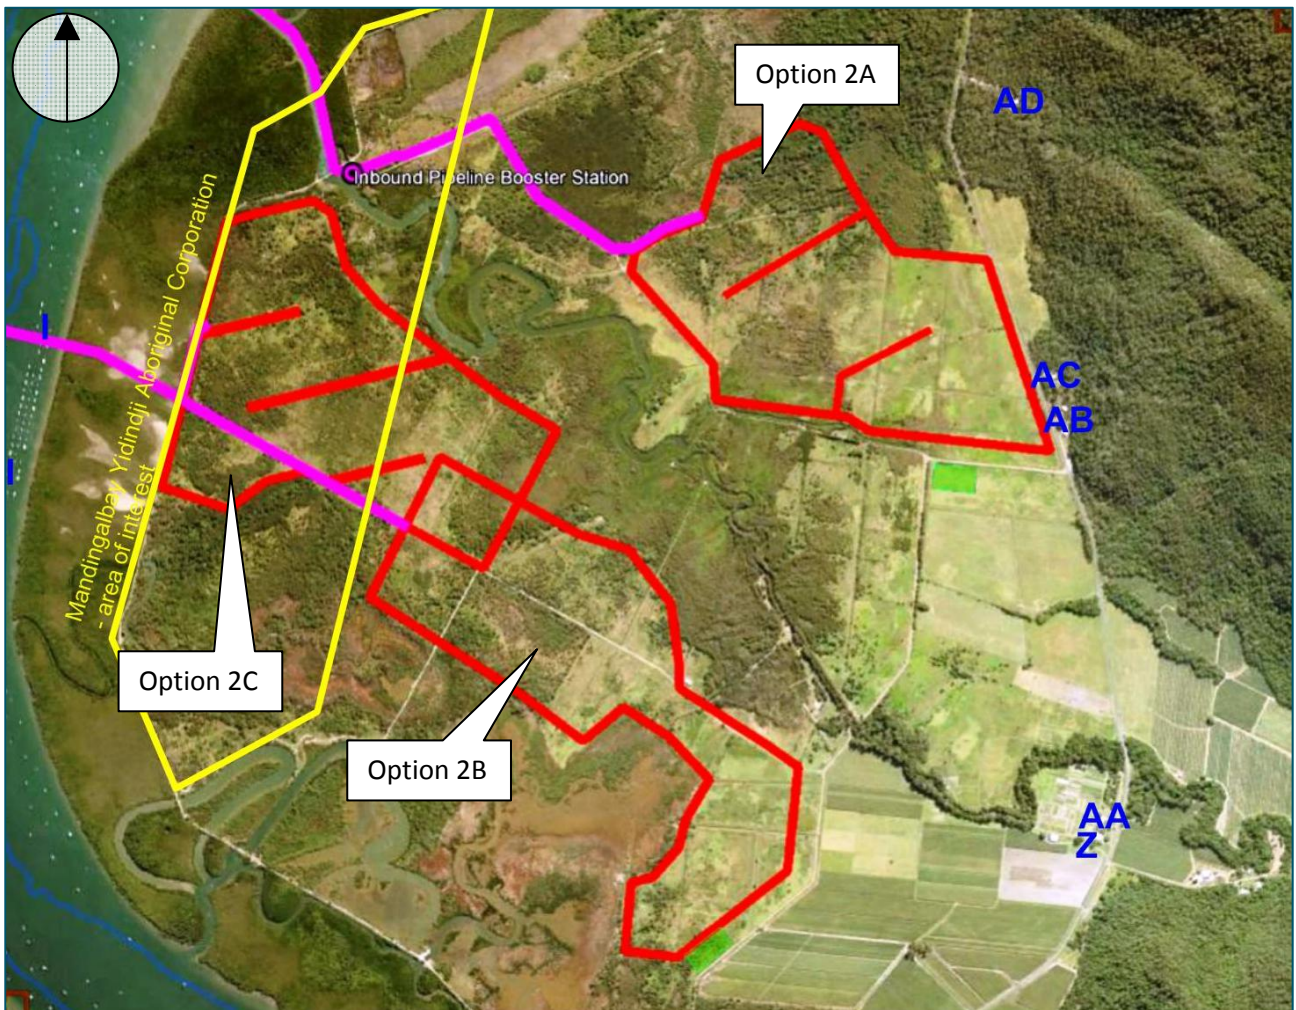 Option 2A
AD
Inbound Pipeline Booster Station
Mandingalbay Yidindji Aboriginal Corporation
- area of interest
I
I
AC
AB
Option 2C
Option 2B
AA
Z